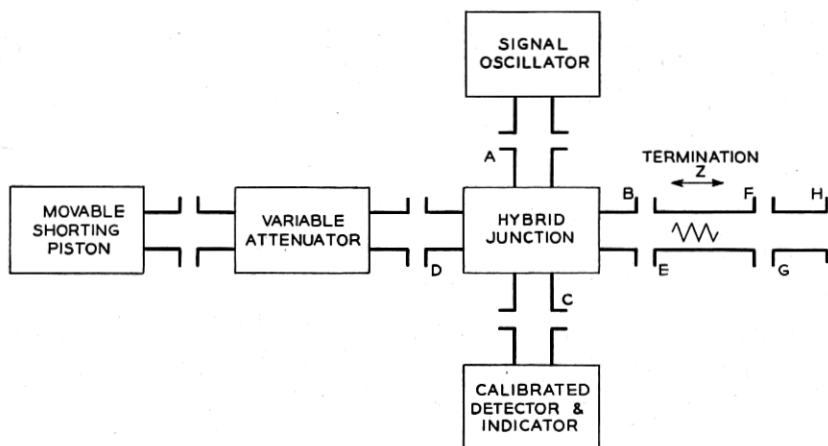 SIGNAL
OSCILLATOR
A
TERMINATION
Z
B
F
H
MOVABLE
SHORTING
PISTON
VARIABLE
ATTENUATOR
HYBRID
JUNCTION
D
E
G
C
CALIBRATED
DETECTOR &
INDICATOR